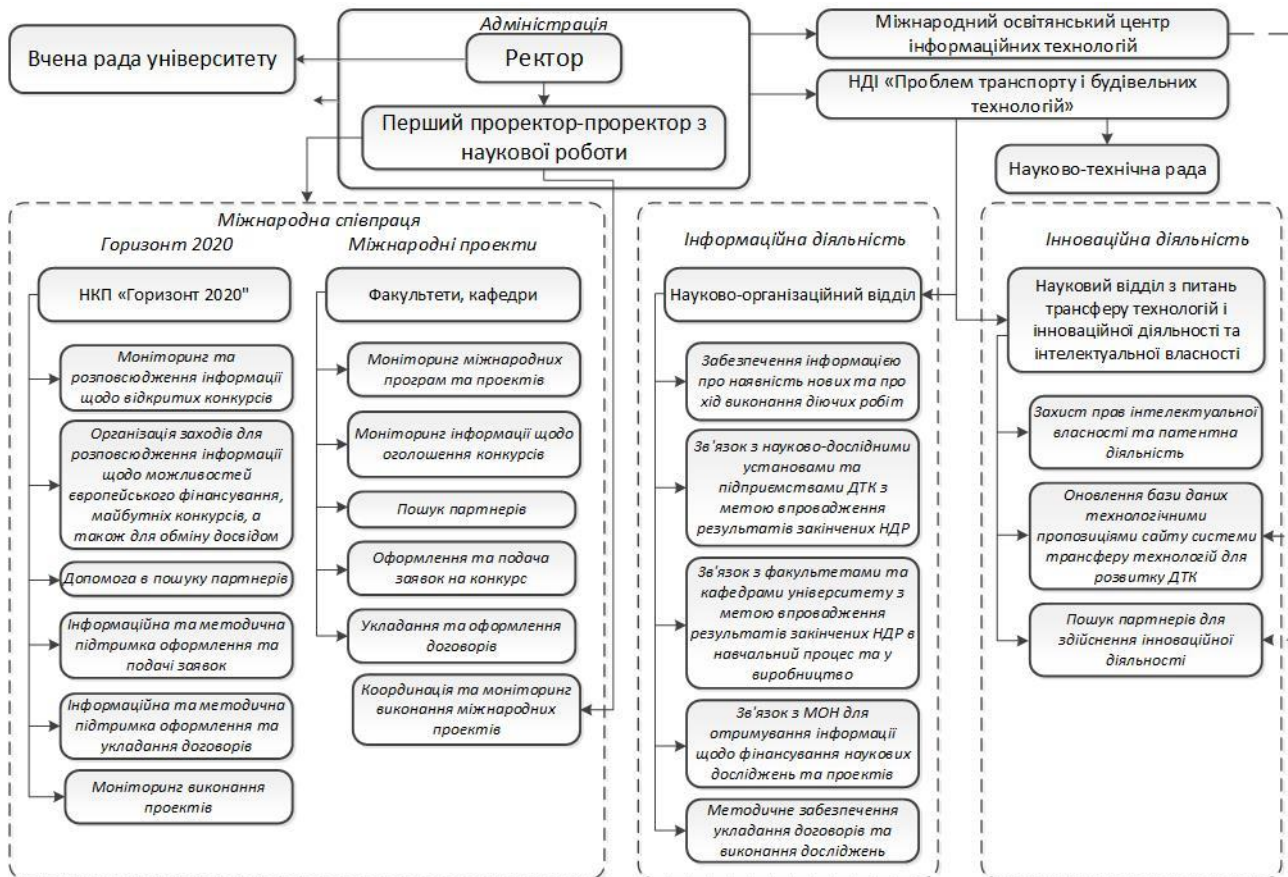 Адміністрація
Вчена рада університету
Ректор
Перший проректор-проректор з
наукової роботи
Міжнародний освітянський центр
інформаційних технологій
НДІ «Проблем транспорту і будівельних
технологій»
Науково-технічна рада
Міжнародна співпраця
Горизонт 2020
НКП «Горизонт 2020"
Моніторинг та
розповсюдження інформації
щодо відкритих конкурсів
Організація заходів для
розповсюдження інформації
щодо можливостей
європейського фінансування,
майбутніх конкурсів, а
також для обміну досвідом
Допомога в пошуку партнерів
Інформаційна та методична
підтримка оформлення та
подачі заявок
Інформаційна та методична
підтримка оформлення та
укладання договорів
Моніторинг виконання
проектів
Міжнародні проекти
Факультети, кафедри
Моніторинг міжнародних
програм та проектів
Моніторинг інформації щодо
оголошення конкурсів
Пошук партнерів
Оформлення та подача
заявок на конкурс
Укладання та оформлення
договорів
Координація та моніторинг
виконання міжнародних
проектів
Інформаційна діяльність
Науково-організаційний відділ
Забезпечення інформацією
про наявність нових та про
хід виконання діючих робіт
Зв'язок з науково-дослідними
установами та
підприємствами ДТК з
метою впровадження
результатів закінчених НДР
Зв'язок з факультетами та
кафедрами університету з
метою впровадження
результатів закінчених НДР в
навчальний процес та у
виробництво
Зв'язок з МОН для
отримування інформації
щодо фінансування наукових
досліджень та проектів
Методичне забезпечення
укладання договорів та
виконання досліджень
Інноваційна діяльність
Науковий відділ з питань
трансферу технологій і
інноваційної діяльності та
інтелектуальної власності
Захист прав інтелектуальної
власності та патентна
діяльність
Оновлення бази даних
технологічними
пропозиціями сайту системи
трансферу технологій для
розвитку ДТК
Пошук партнерів для
здійснення інноваційної
діяльності